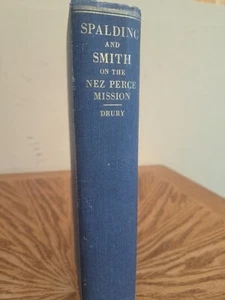 SPALDING
AND
SMITH
ON THE
NEZ PERCE
MISSION
DRURY